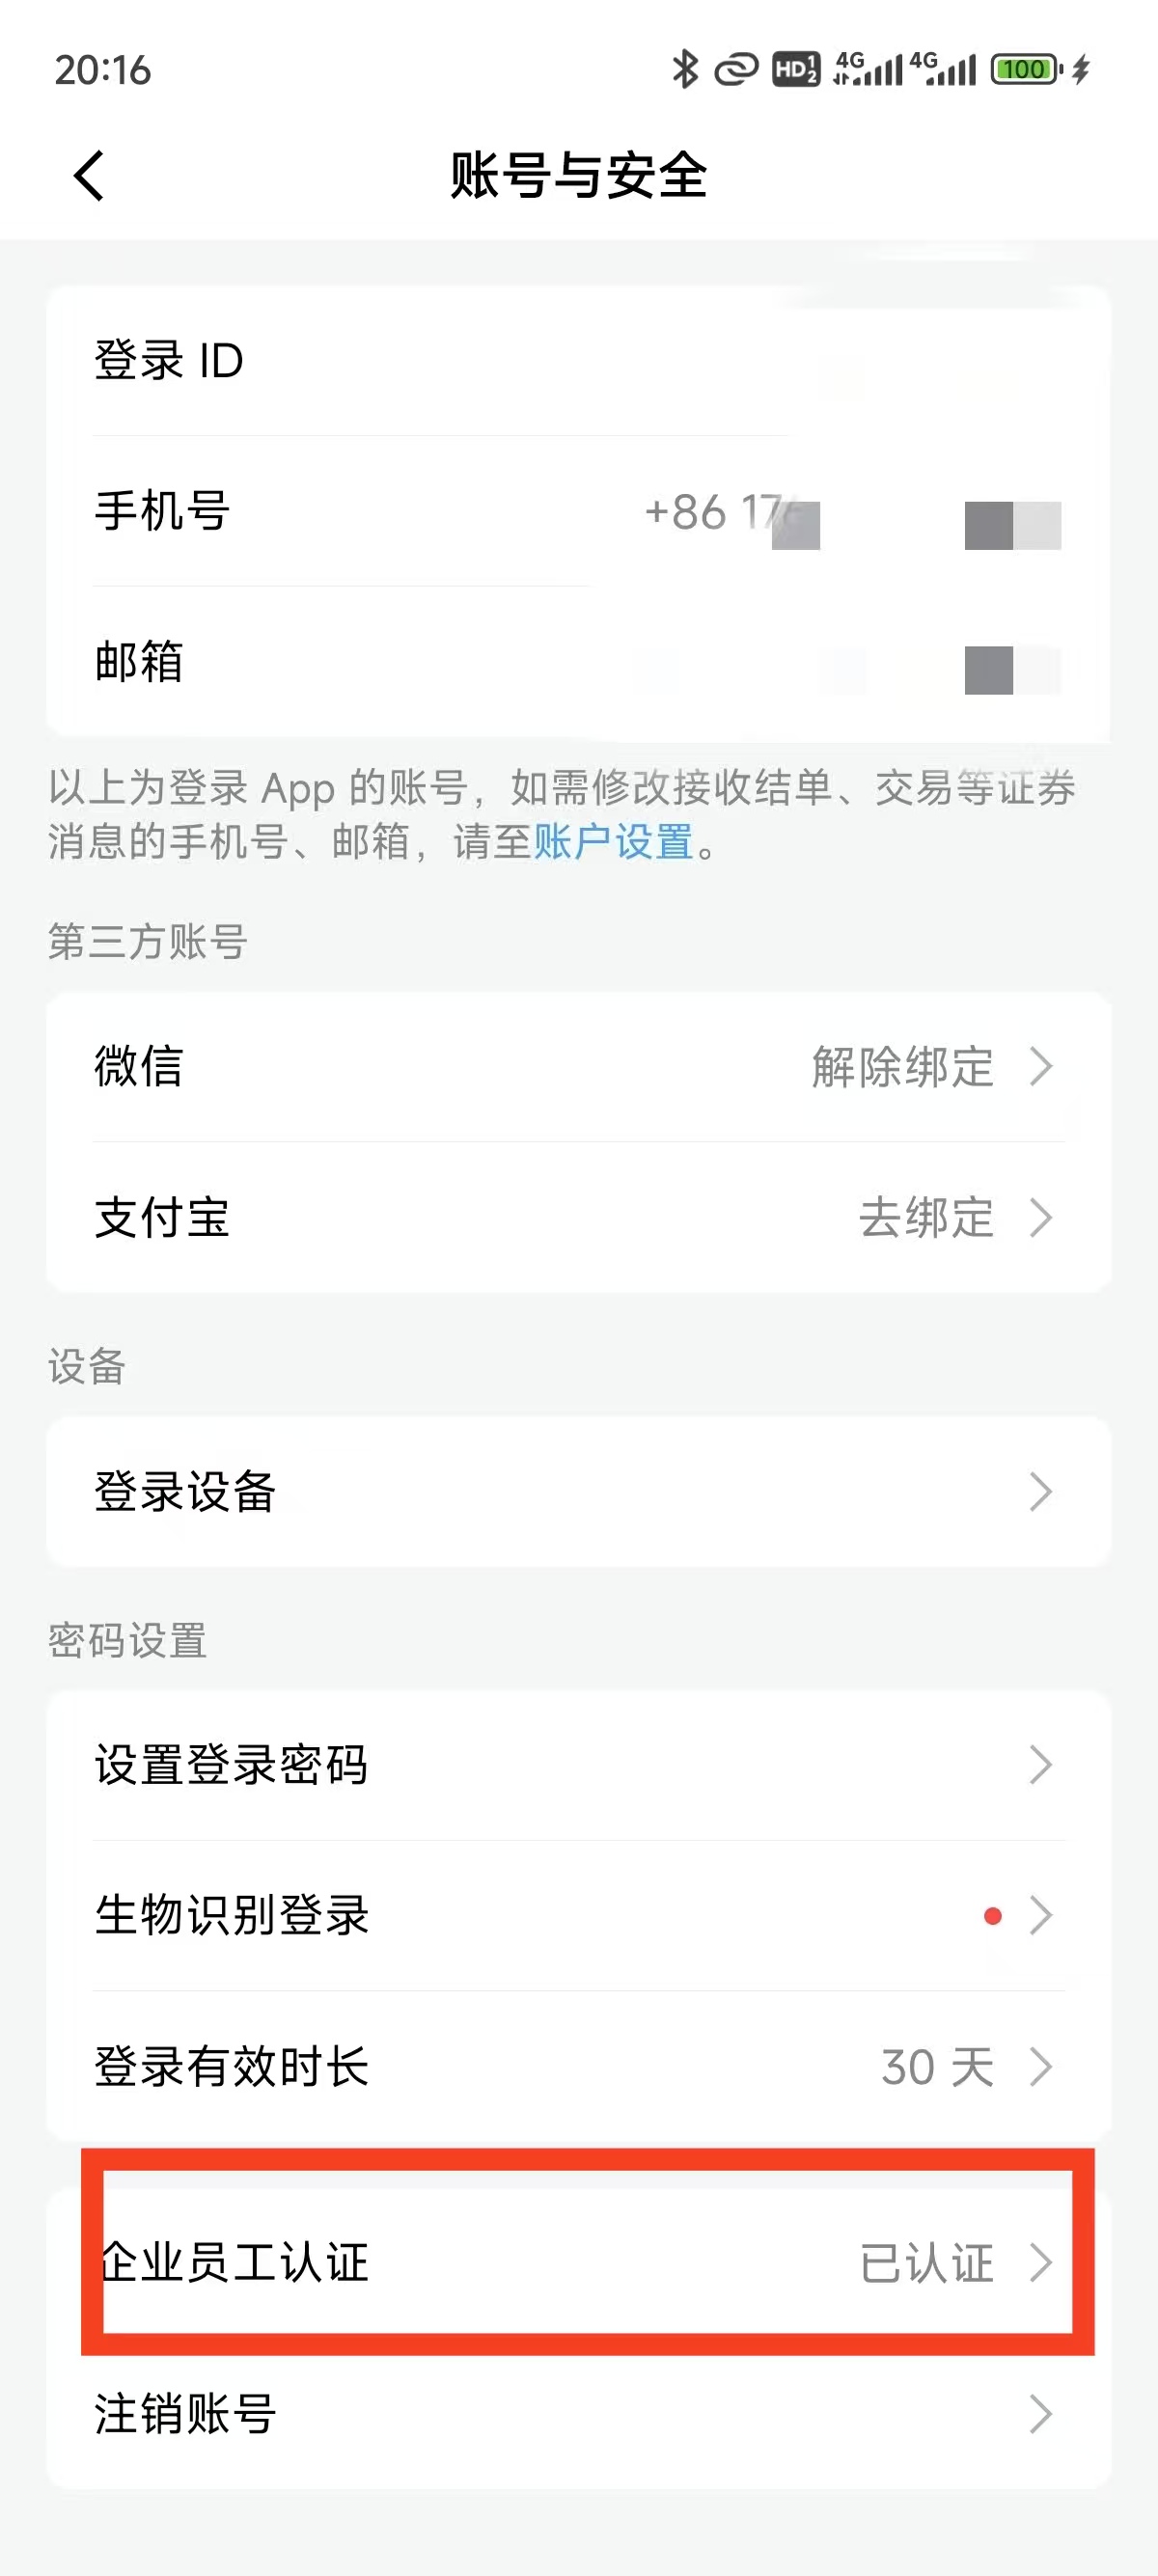 20:16
HD 1 2 4G 4G 100
账号与安全
登录 ID
手机号 +86 17
邮箱
以上为登录 App 的账号，如需修改接收结单、交易等证券
消息的手机号、邮箱，请至账户设置。
第三方账号
微信 解除绑定
支付宝 去绑定
设备
登录设备
密码设置
设置登录密码
生物识别登录
登录有效时长 30 天
企业员工认证 已认证
注销账号